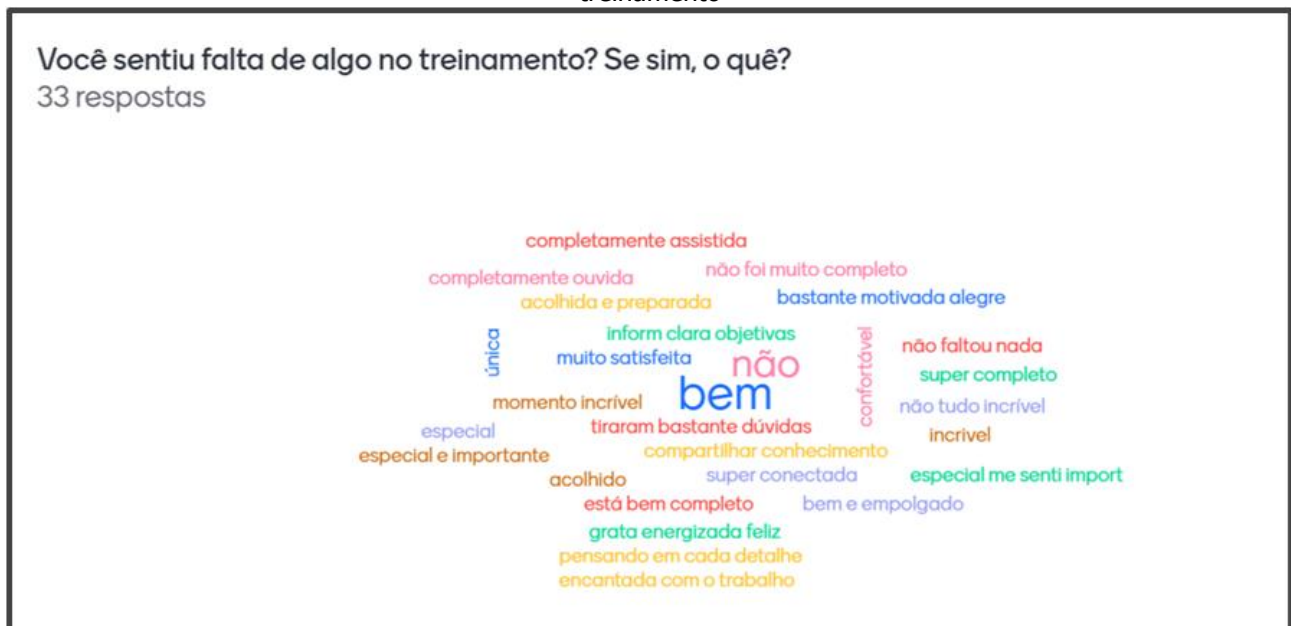 treinamento
Você sentiu falta de algo no treinamento? Se sim, o quê?
33 respostas
completamente assistida
completamente ouvida
não foi muito completo
acolhida e preparada
bastante motivada alegre
única
inform clara objetivas
confortável
não faltou nada
muito satisfeita
não
super completo
bem
momento incrível
não tudo incrível
especial
tiraram bastante dúvidas
incrivel
especial e importante
compartilhar conhecimento
acolhido
super conectada
especial me senti import
está bem completo
bem e empolgado
grata energizada feliz
pensando em cada detalhe
encantada com o trabalho